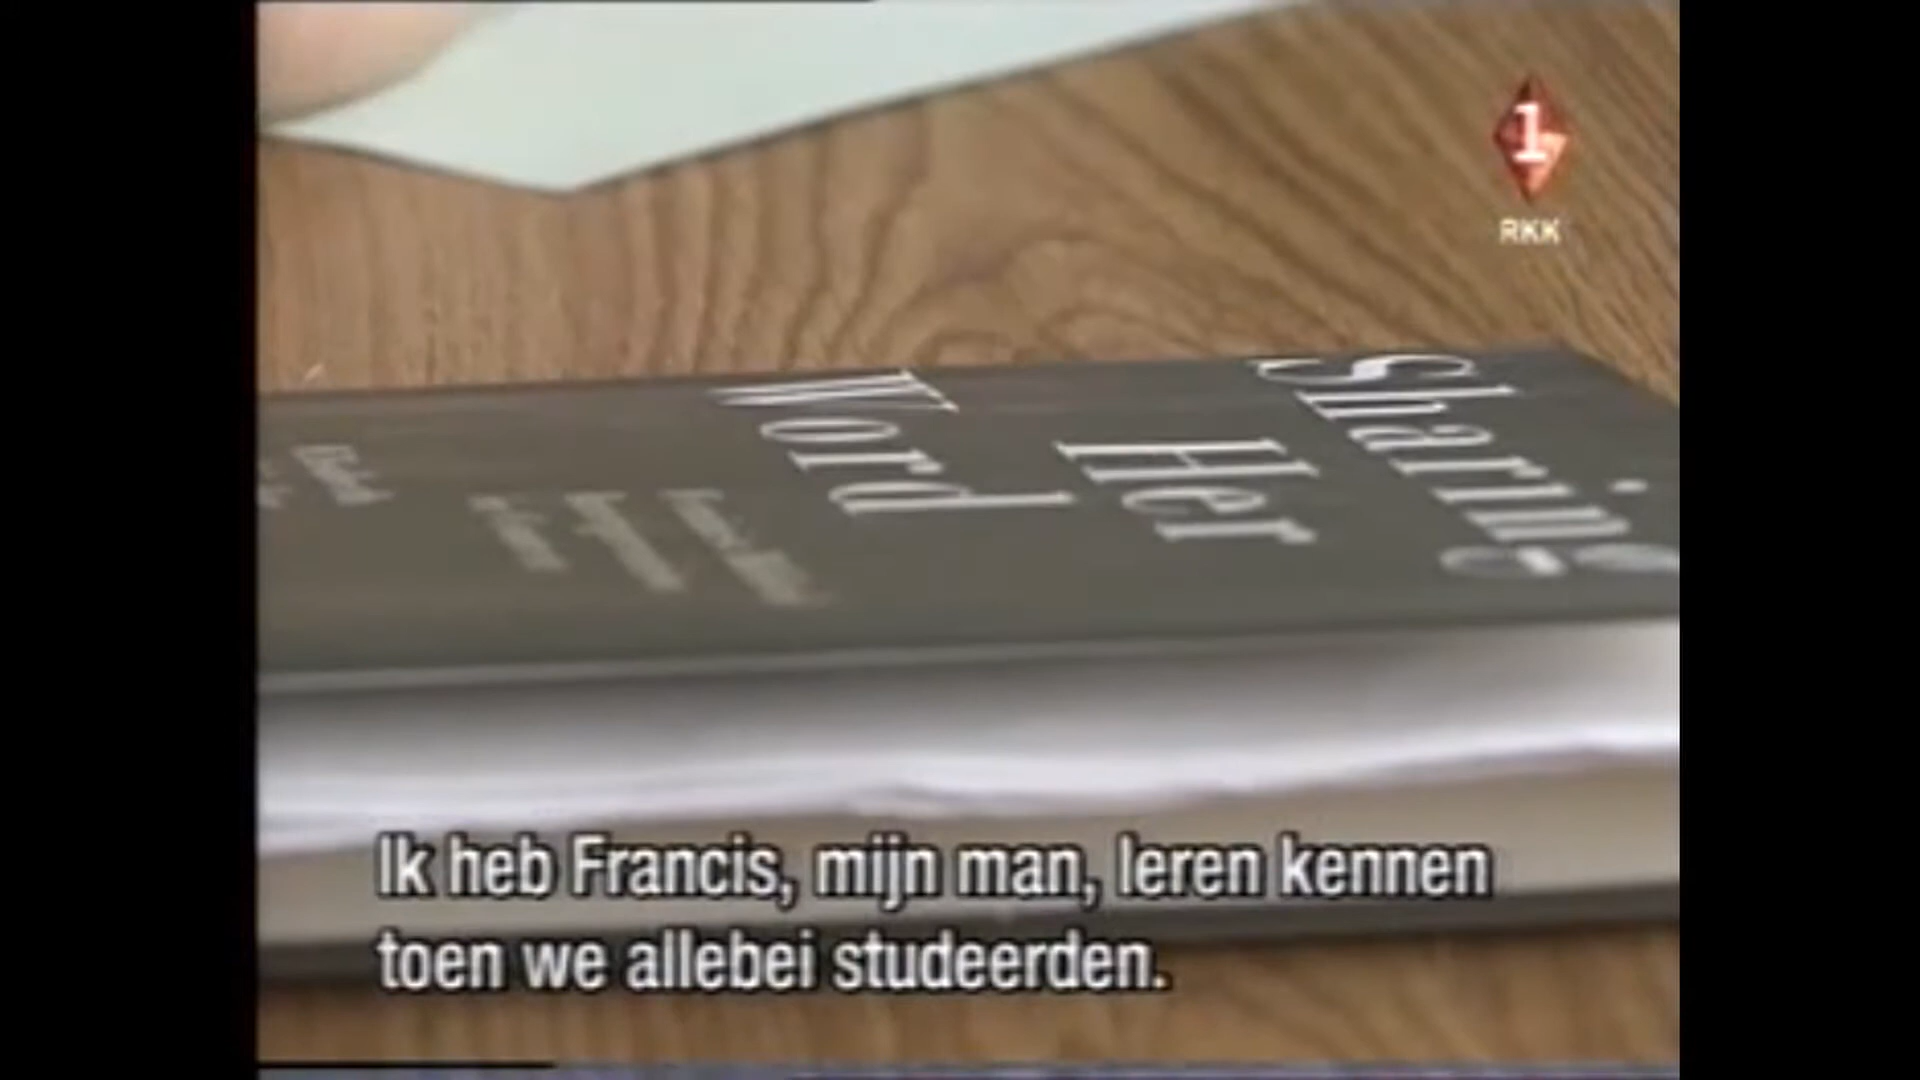 1
RKK
Sharing
Her
Word
Ik heb Francis, mijn man, leren kennen
toen we allebei studeerden.